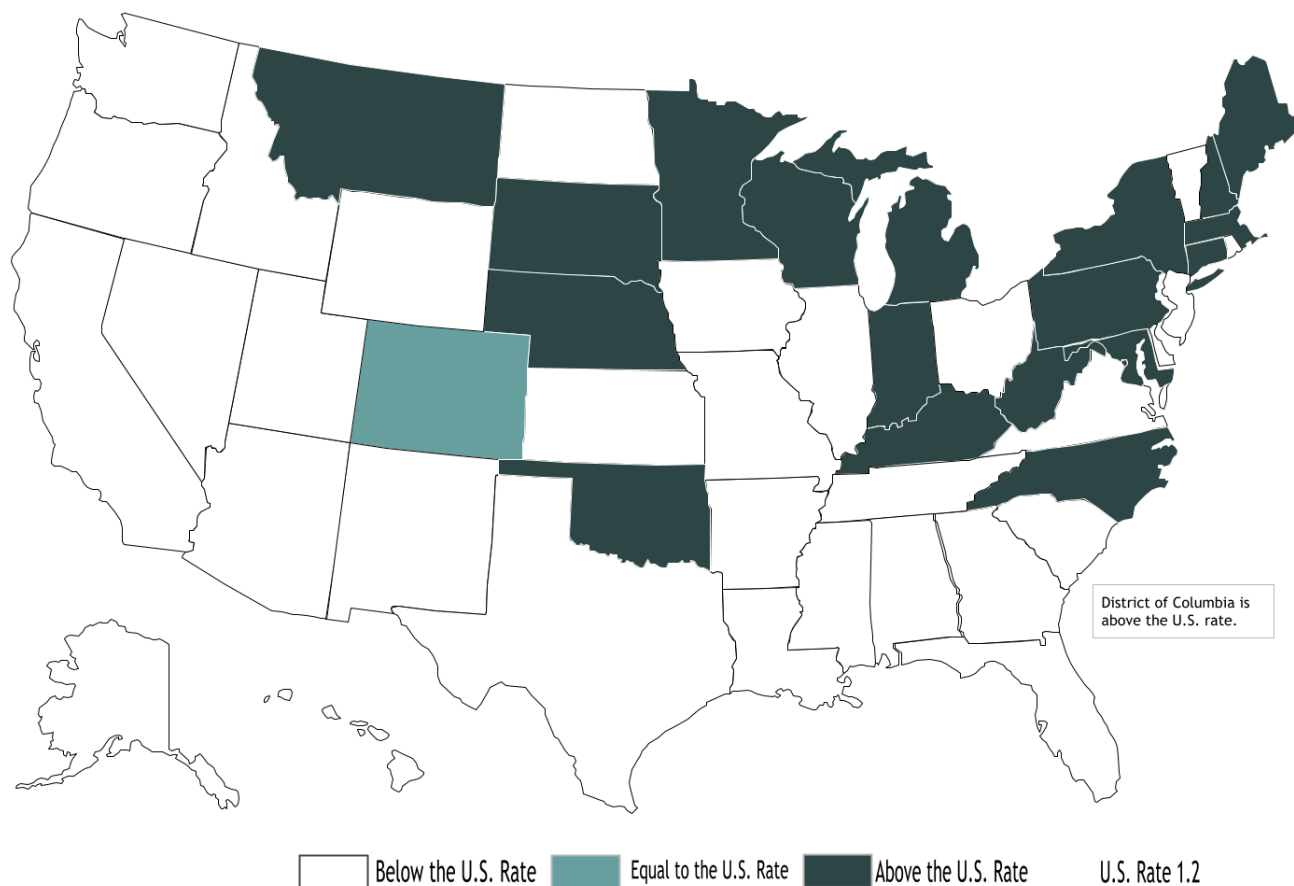 District of Columbia is
above the U.S. rate.
Below the U.S. Rate
Equal to the U.S. Rate
Above the U.S. Rate
U.S. Rate 1.2